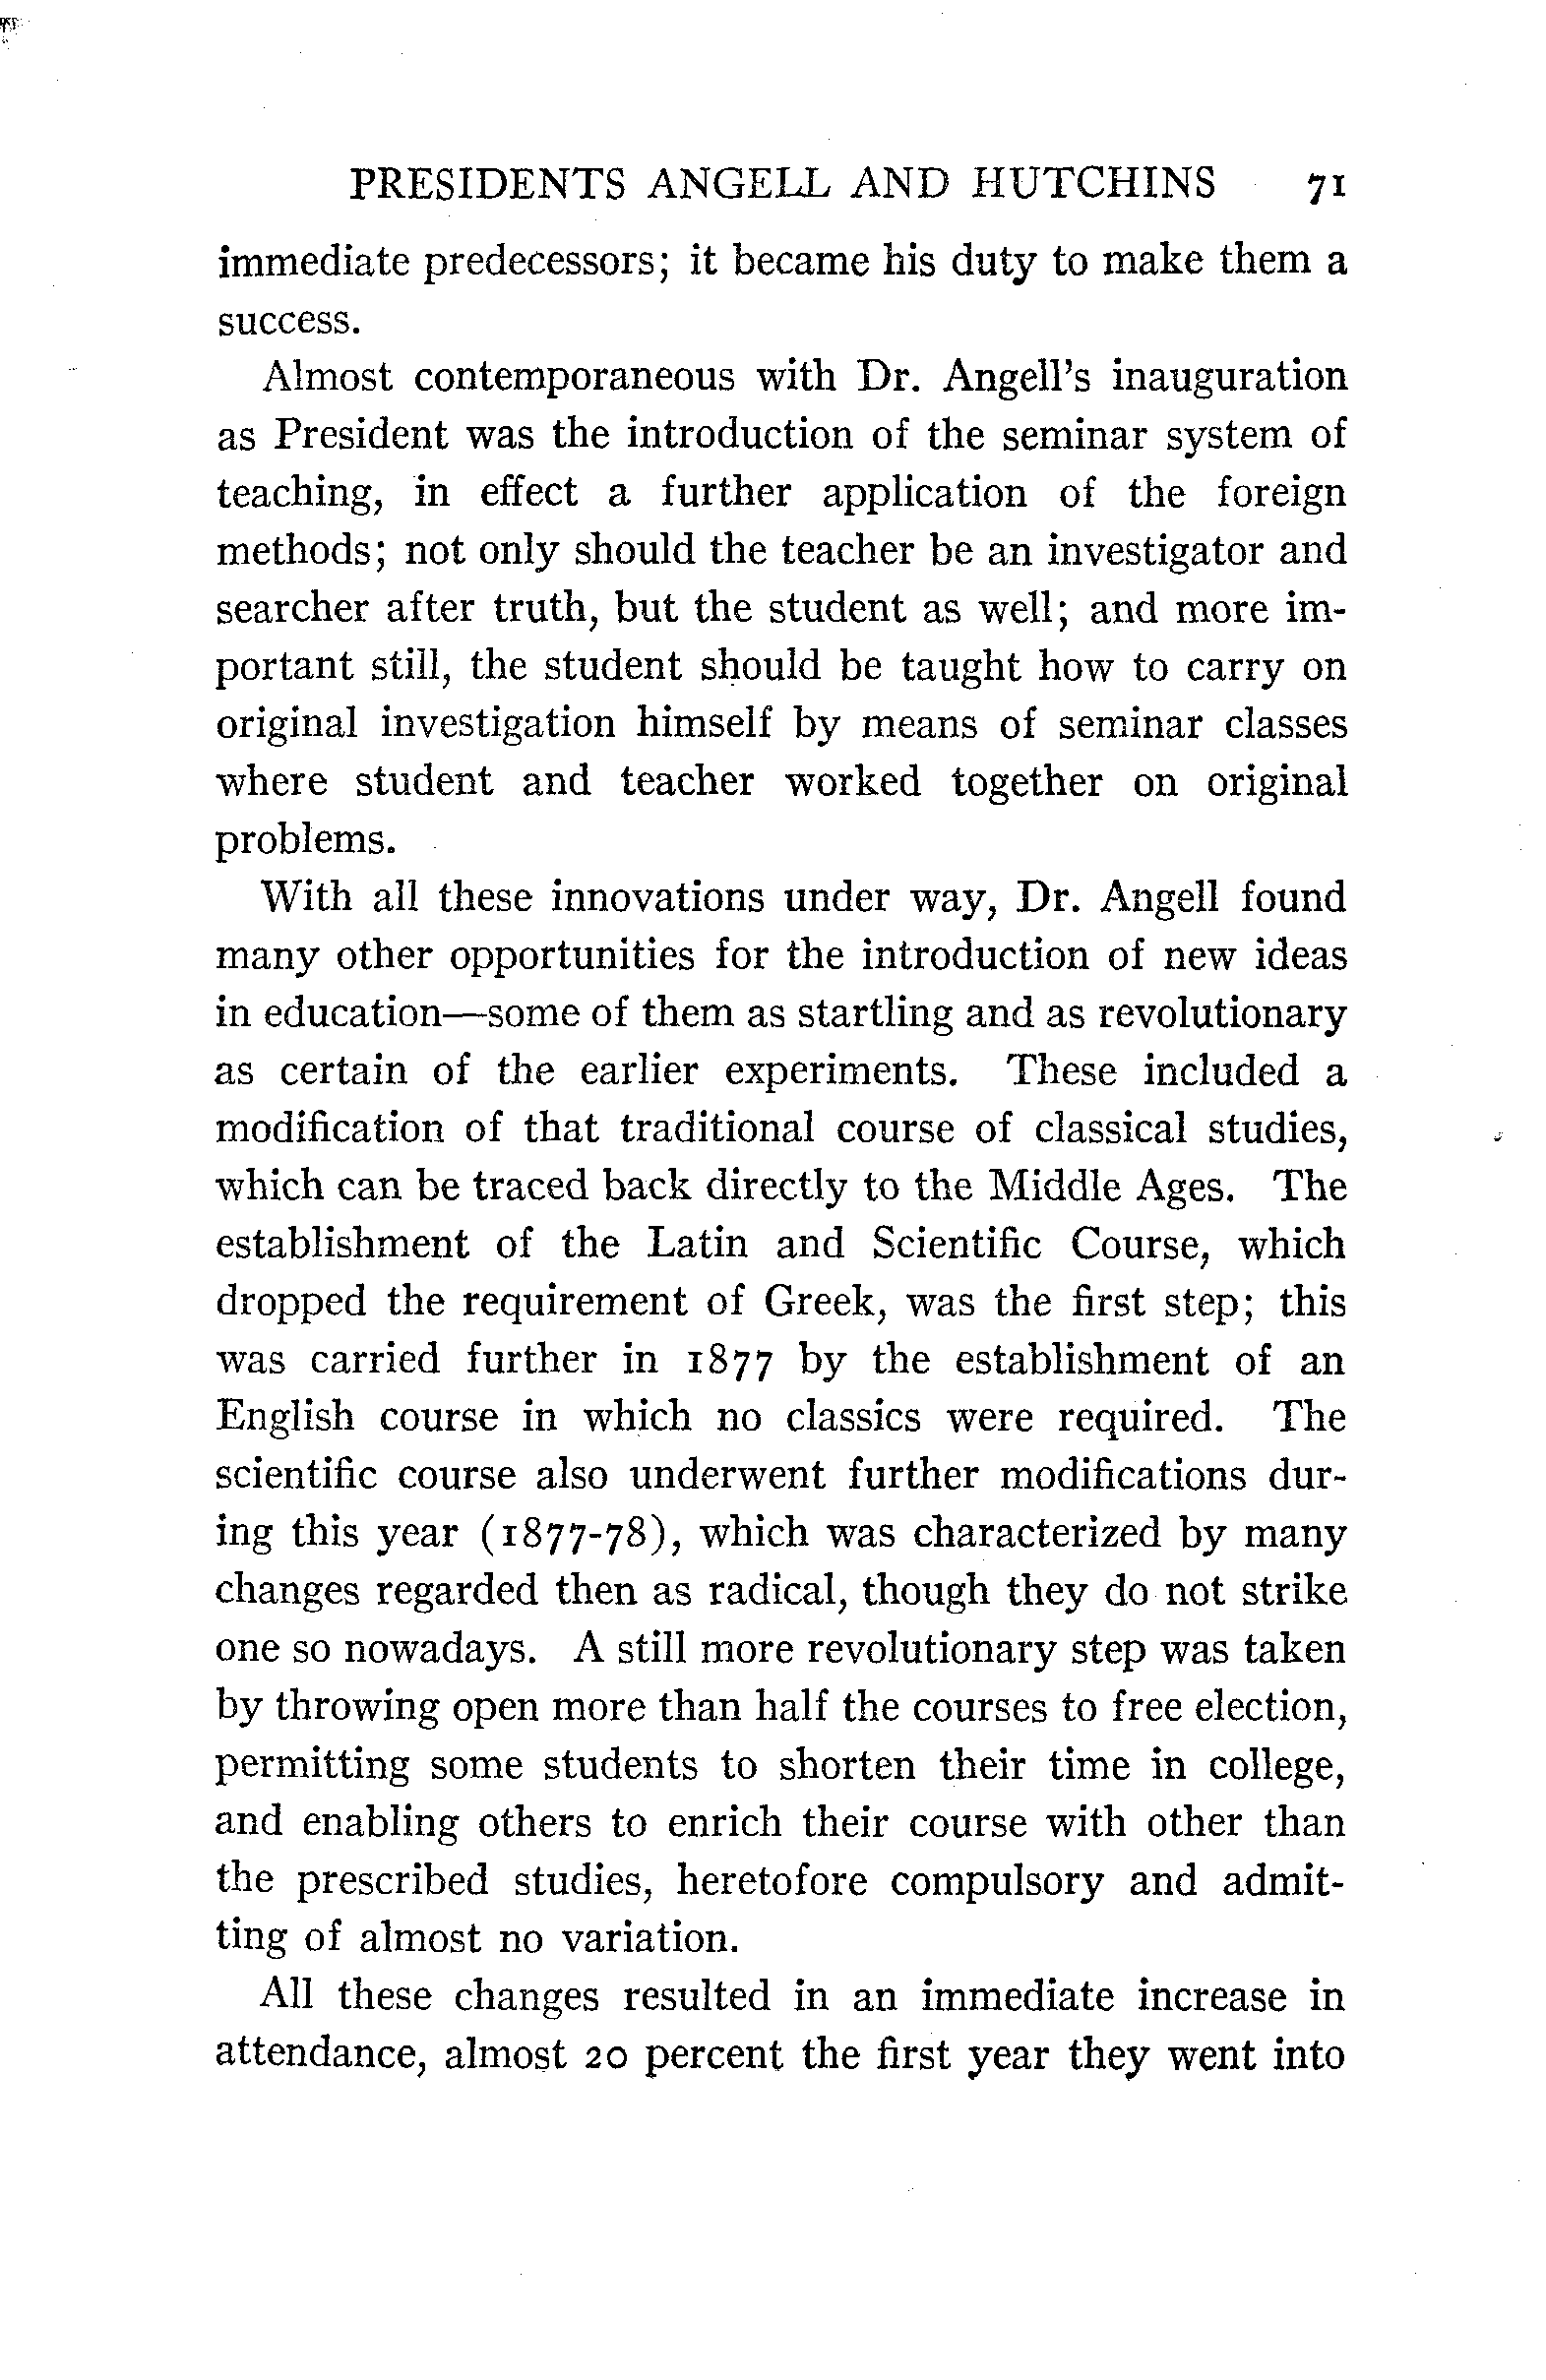 PRESIDENTS ANGELL AND HUTCHINS 71
immediate predecessors; it became his duty to make them a
success.
Almost contemporaneous with Dr. Angell's inauguration
as President was the introduction of the seminar system of
teaching, in effect a further application of the foreign
methods; not only should the teacher be an investigator and
searcher after truth, but the student as well; and more im-
portant still, the student should be taught how to carry on
original investigation himself by means of seminar classes
where student and teacher worked together on original
problems.
With all these innovations under way, Dr. Angell found
many other opportunities for the introduction of new ideas
in education—some of them as startling and as revolutionary
as certain of the earlier experiments. These included a
modification of that traditional course of classical studies,
which can be traced back directly to the Middle Ages. The
establishment of the Latin and Scientific Course, which
dropped the requirement of Greek, was the first step; this
was carried further in 1877 by the establishment of an
English course in which no classics were required. The
scientific course also underwent further modifications dur-
ing this year (1877-78), which was characterized by many
changes regarded then as radical, though they do not strike
one so nowadays. A still more revolutionary step was taken
by throwing open more than half the courses to free election,
permitting some students to shorten their time in college,
and enabling others to enrich their course with other than
the prescribed studies, heretofore compulsory and admit-
ting of almost no variation.
All these changes resulted in an immediate increase in
attendance, almost 20 percent the first year they went into